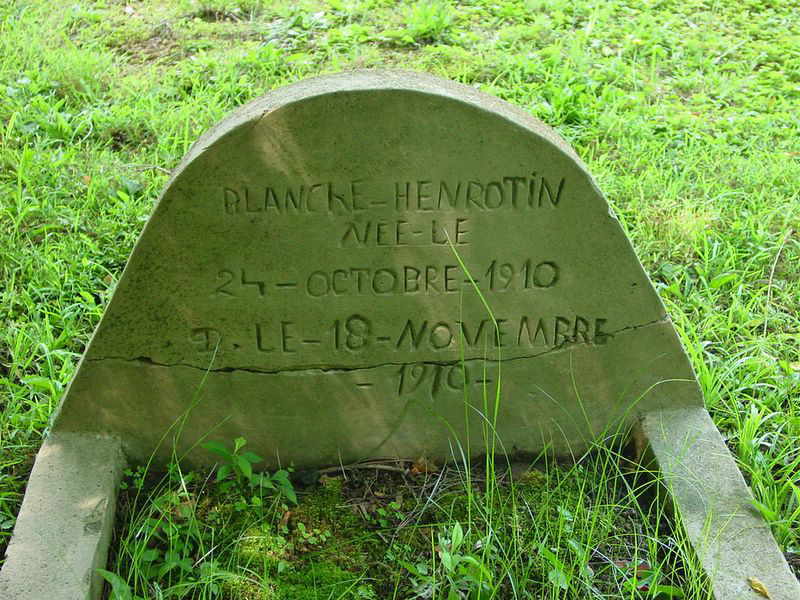 BLANCHE-HENROTIN
NEE-LE
24-OCTOBRE-1910
D. LE-18-NOVEMBRE
-1910-